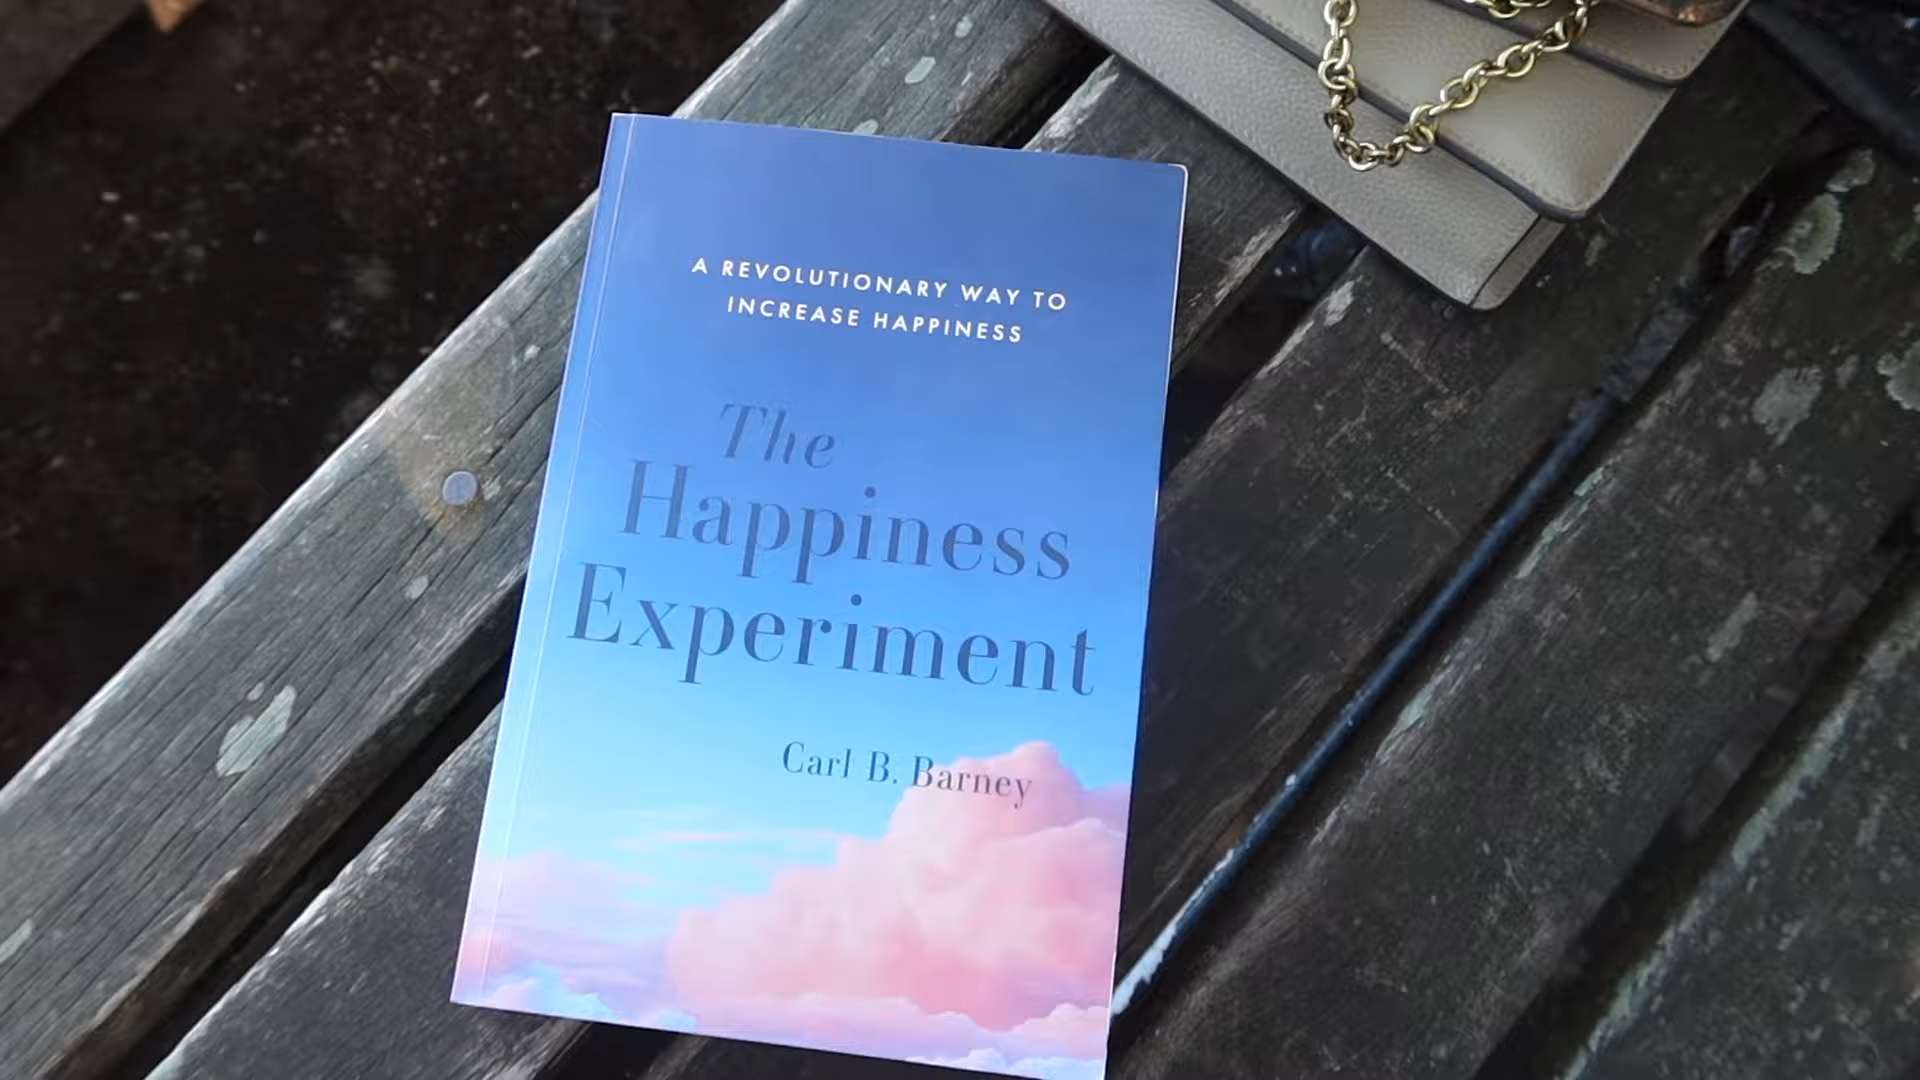 A REVOLUTIONARY WAY TO
INCREASE HAPPINESS
The
Happiness
Experiment
Carl B. Barney